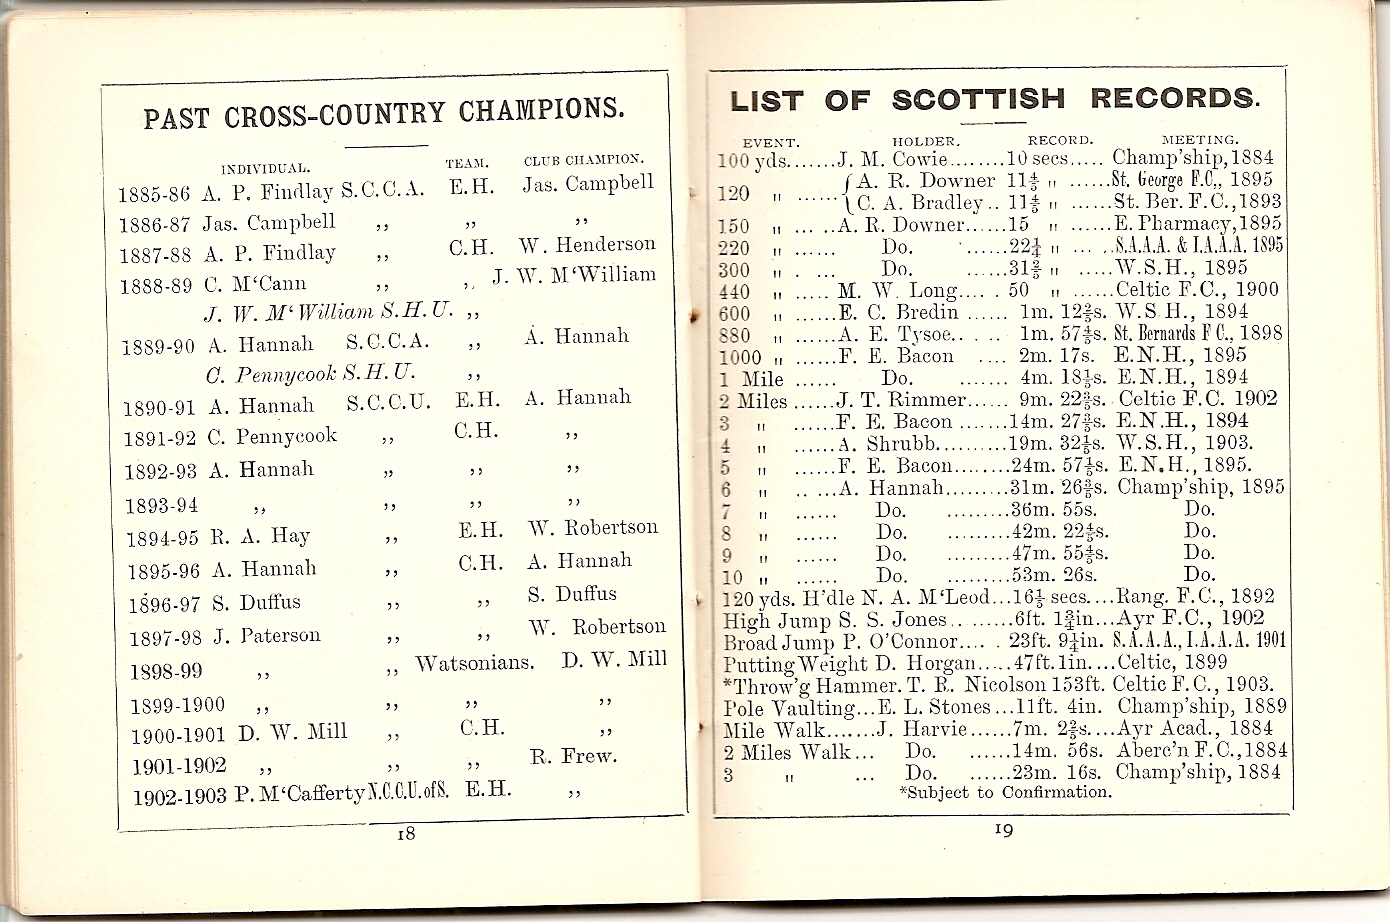 PAST CROSS-COUNTRY CHAMPIONS.
INDIVIDUAL. TEAM. CLUB CHAMPION.
1885-86 A. P. Findlay S.C.C.A. E.H. Jas. Campbell
1886-87 Jas. Campbell ,, ,, ,,
1887-88 A. P. Findlay ,, C.H. W. Henderson
1888-89 C. M‘Cann ,, ,, J. W. M‘William
J. W. M‘William S.H.U. ,,
1889-90 A. Hannah S.C.C.A. ,, A. Hannah
C. Pennycook S.H.U. ,,
1890-91 A. Hannah S.C.C.U. E.H. A. Hannah
1891-92 C. Pennycook ,, C.H. ,,
1892-93 A. Hannah ,, ,, ,,
1893-94 ,, ,, ,, ,,
1894-95 R. A. Hay ,, E.H. W. Robertson
1895-96 A. Hannah ,, C.H. A. Hannah
1896-97 S. Duffus ,, ,, S. Duffus
1897-98 J. Paterson ,, ,, W. Robertson
1898-99 ,, ,, Watsonians. D. W. Mill
1899-1900 ,, ,, ,, ,,
1900-1901 D. W. Mill ,, C.H. ,,
1901-1902 ,, ,, ,, R. Frew.
1902-1903 P. M‘Cafferty N.C.C.U. of S. E.H. ,,
18
LIST OF SCOTTISH RECORDS.
EVENT. HOLDER. RECORD. MEETING.
100 yds.......J. M. Cowie........10 secs..... Champ'ship, 1884
120 ,, ...... { A. R. Downer 11⅘ ,, ......St. George F.C., 1895
{ C. A. Bradley.. 11⅘ ,, ......St. Ber. F.C., 1893
150 ,, .. ...A. R. Downer......15 ,, ......E. Pharmacy, 1895
220 ,, ...... Do. ......22¼ ,, ... ..S.A.A.A. & I.A.A.A. 1895
300 ,, . ... Do. ......31⅗ ,, .....W.S.H., 1895
440 ,, ..... M. W. Long.... . 50 ,, ......Celtic F.C., 1900
600 ,, ......E. C. Bredin ...... 1m. 12⅖s. W.S.H., 1894
880 ,, ......A. E. Tysoe.. . .. 1m. 57⅘s. St. Bernards F.C., 1898
1000 ,, ......F. E. Bacon .... 2m. 17s. E.N.H., 1895
1 Mile ...... Do. ....... 4m. 18⅕s. E.N.H., 1894
2 Miles ......J. T. Rimmer...... 9m. 22⅗s. Celtic F.C. 1902
3 ,, ......F. E. Bacon ......14m. 27⅗s. E.N.H., 1894
4 ,, ......A. Shrubb.........19m. 32⅕s. W.S.H., 1903.
5 ,, ......F. E. Bacon.......24m. 57⅕s. E.N.H., 1895.
6 ,, .. ...A. Hannah.........31m. 26⅗s. Champ'ship, 1895
7 ,, ...... Do. .........36m. 55s. Do.
8 ,, ...... Do. .........42m. 22⅘s. Do.
9 ,, ...... Do. .........47m. 55⅘s. Do.
10 ,, ...... Do. .........53m. 26s. Do.
120 yds. H'dle N. A. M‘Leod...16⅕ secs....Rang. F.C., 1892
High Jump S. S. Jones.. .......6ft. 1¾in...Ayr F.C., 1902
Broad Jump P. O'Connor.... . 23ft. 9¼in. S.A.A.A., I.A.A.A. 1901
Putting Weight D. Horgan.....47ft. 1in....Celtic, 1899
*Throw'g Hammer. T. R. Nicolson 153ft. Celtic F.C., 1903.
Pole Vaulting...E. L. Stones...11ft. 4in. Champ'ship, 1889
Mile Walk.......J. Harvie......7m. 2⅖s....Ayr Acad., 1884
2 Miles Walk... Do. ......14m. 56s. Aberc'n F.C., 1884
3 ,, ... Do. ......23m. 16s. Champ'ship, 1884
*Subject to Confirmation.
19